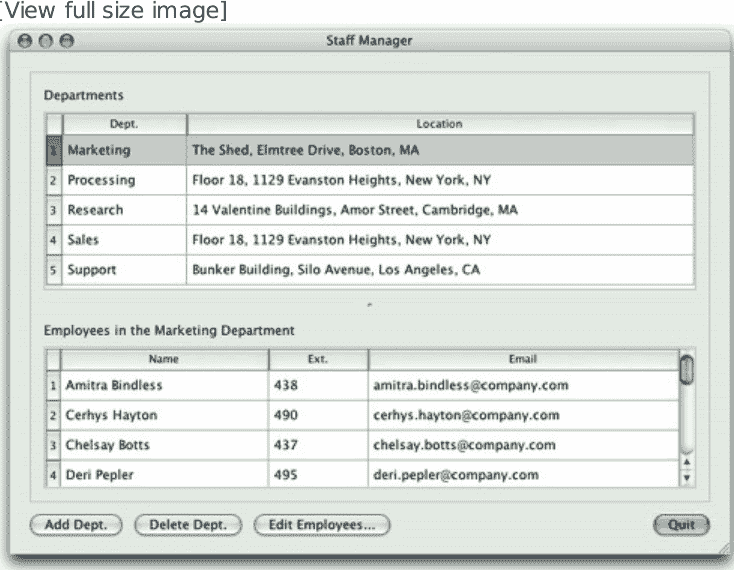 [View full size image]
Staff Manager
Departments
Dept. Location
1 Marketing The Shed, Elmtree Drive, Boston, MA
2 Processing Floor 18, 1129 Evanston Heights, New York, NY
3 Research 14 Valentine Buildings, Amor Street, Cambridge, MA
4 Sales Floor 18, 1129 Evanston Heights, New York, NY
5 Support Bunker Building, Silo Avenue, Los Angeles, CA
Employees in the Marketing Department
Name Ext. Email
1 Amitra Bindless 438 amitra.bindless@company.com
2 Cerhys Hayton 490 cerhys.hayton@company.com
3 Chelsay Botts 437 chelsay.botts@company.com
4 Deri Pepler 495 deri.pepler@company.com
Add Dept. Delete Dept. Edit Employees... Quit